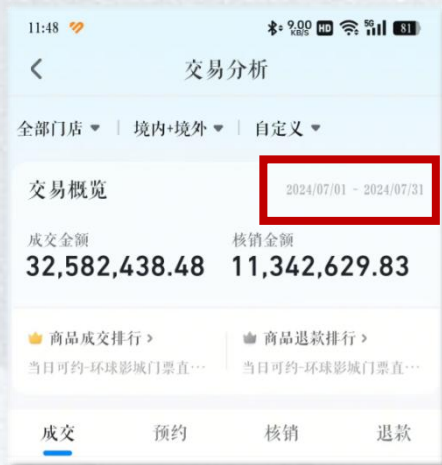 11:48 9.00 KB/S HD 5G 81
交易分析
全部门店 境内+境外 自定义
交易概览 2024/07/01 ~ 2024/07/31
成交金额 核销金额
32,582,438.48 11,342,629.83
商品成交排行 商品退款排行
当日可约-环球影城门票直… 当日可约-环球影城门票直…
成交 预约 核销 退款